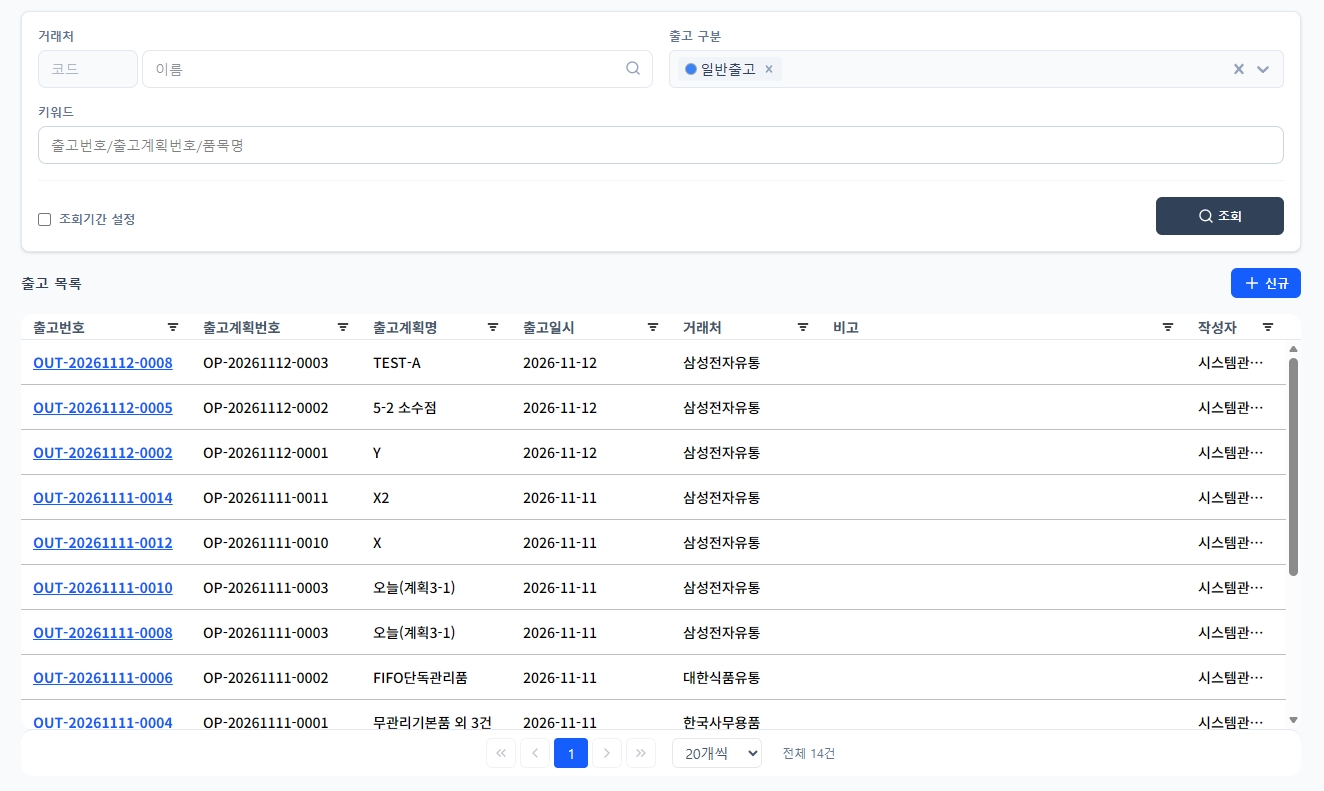 거래처 출고 구분
코드 이름 일반출고 ×
키워드
출고번호/출고계획번호/품목명
조회기간 설정 조회
출고 목록 + 신규
출고번호 출고계획번호 출고계획명 출고일시 거래처 비고 작성자
OUT-20261112-0008 OP-20261112-0003 TEST-A 2026-11-12 삼성전자유통 시스템관…
OUT-20261112-0005 OP-20261112-0002 5-2 소수점 2026-11-12 삼성전자유통 시스템관…
OUT-20261112-0002 OP-20261112-0001 Y 2026-11-12 삼성전자유통 시스템관…
OUT-20261111-0014 OP-20261111-0011 X2 2026-11-11 삼성전자유통 시스템관…
OUT-20261111-0012 OP-20261111-0010 X 2026-11-11 삼성전자유통 시스템관…
OUT-20261111-0010 OP-20261111-0003 오늘(계획3-1) 2026-11-11 삼성전자유통 시스템관…
OUT-20261111-0008 OP-20261111-0003 오늘(계획3-1) 2026-11-11 삼성전자유통 시스템관…
OUT-20261111-0006 OP-20261111-0002 FIFO단독관리품 2026-11-11 대한식품유통 시스템관…
OUT-20261111-0004 OP-20261111-0001 무관리기본품 외 3건 2026-11-11 한국사무용품 시스템관…
« ‹ 1 › » 20개씩 전체 14건